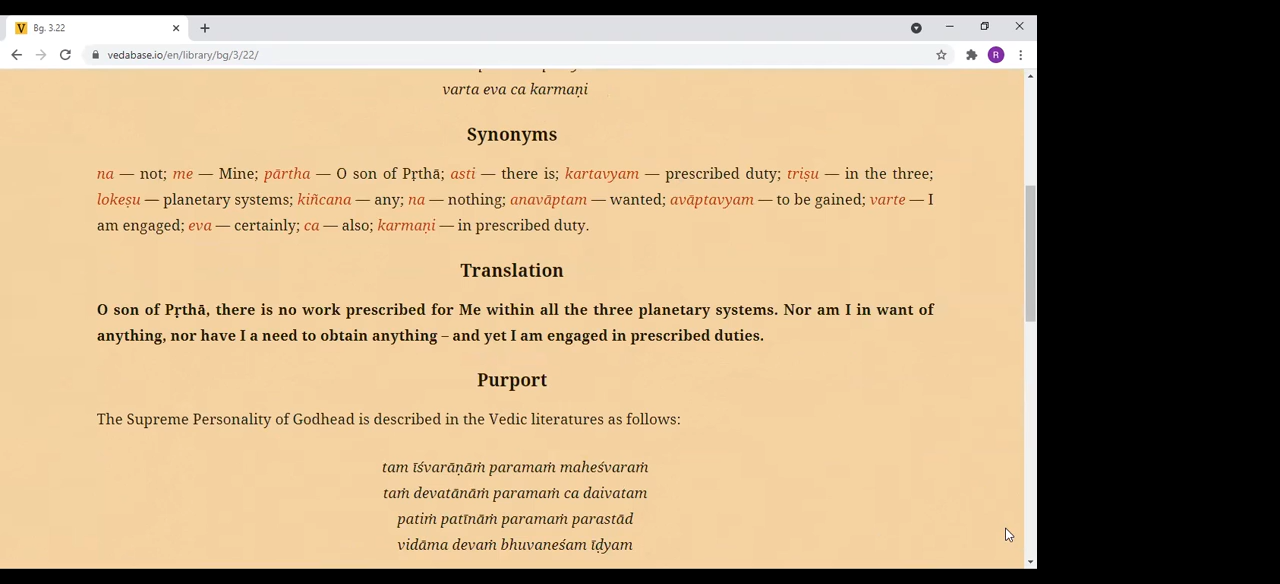 Bg. 3.22
vedabase.io/en/library/bg/3/22/
R
varta eva ca karmaṇi
Synonyms
na — not; me — Mine; pārtha — O son of Pṛthā; asti — there is; kartavyam — prescribed duty; triṣu — in the three;
lokeṣu — planetary systems; kiñcana — any; na — nothing; anavāptam — wanted; avāptavyam — to be gained; varte — I
am engaged; eva — certainly; ca — also; karmaṇi — in prescribed duty.
Translation
O son of Pṛthā, there is no work prescribed for Me within all the three planetary systems. Nor am I in want of
anything, nor have I a need to obtain anything – and yet I am engaged in prescribed duties.
Purport
The Supreme Personality of Godhead is described in the Vedic literatures as follows:
tam īśvarāṇāṁ paramaṁ maheśvaraṁ
taṁ devatānāṁ paramaṁ ca daivatam
patiṁ patīnāṁ paramaṁ parastād
vidāma devaṁ bhuvaneśam īḍyam